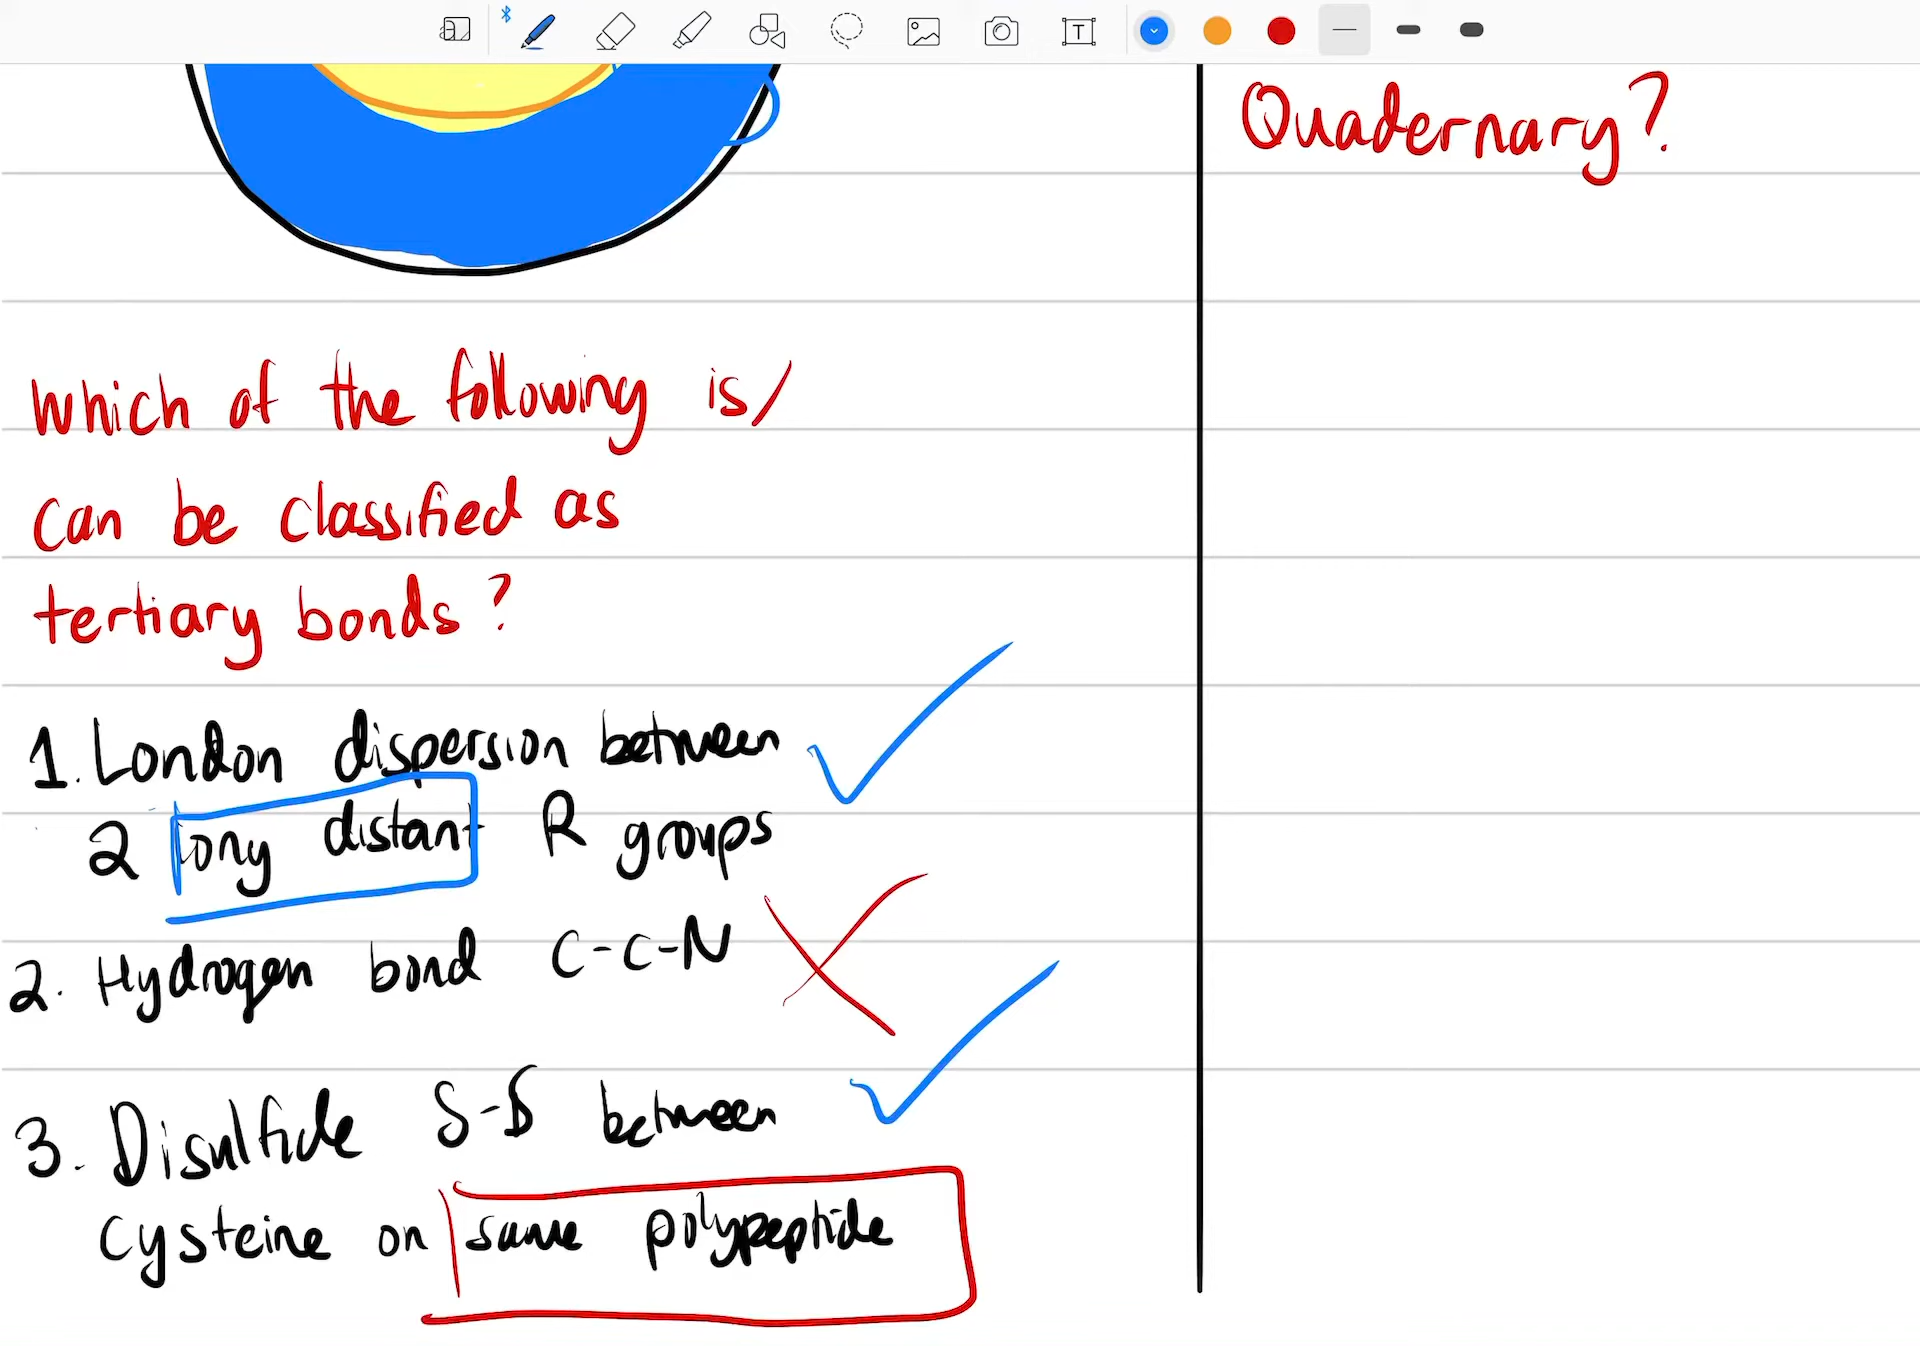 Quadernary?
Which of the following is/
can be classified as
tertiary bonds?
1. London dispersion between
2 long distant R groups
2. Hydrogen bond C-C-N
3. Disulfide S-S between
cysteine on same polypeptide